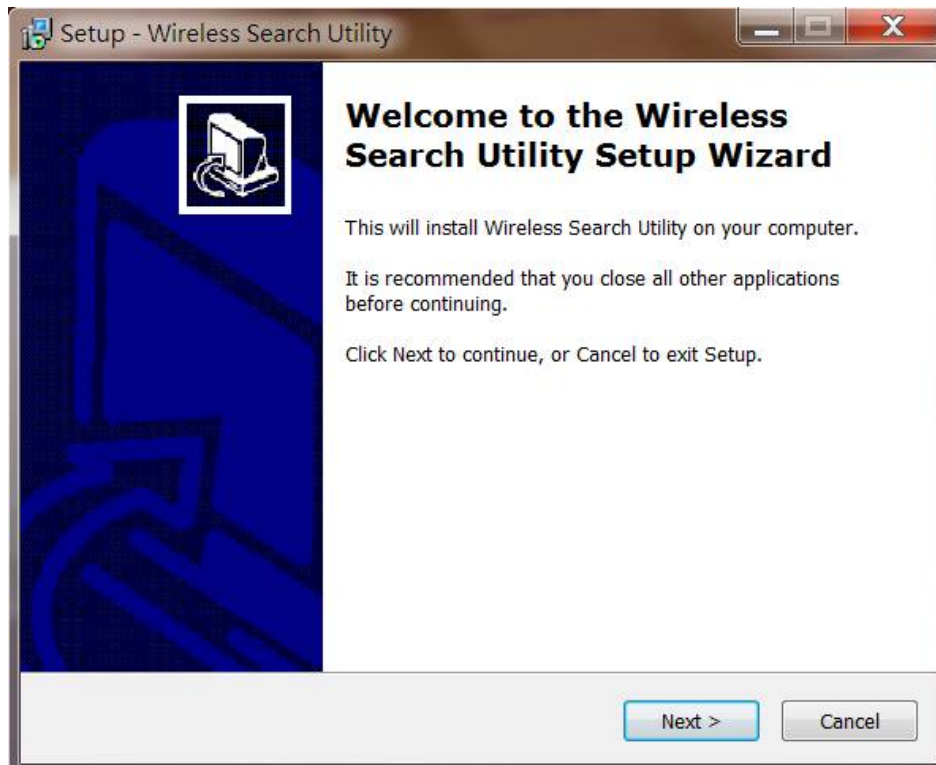 Setup - Wireless Search Utility
Welcome to the Wireless
Search Utility Setup Wizard
This will install Wireless Search Utility on your computer.
It is recommended that you close all other applications
before continuing.
Click Next to continue, or Cancel to exit Setup.
Next >
Cancel